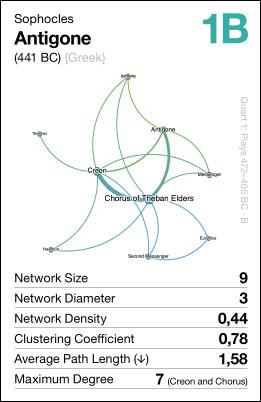 Sophocles
1B
Antigone
(441 BC) {Greek}
Ismene
Antigone
Tiresias
Creon
Messenger
Chorus of Theban Elders
Eurydice
Haemon
Second Messenger
Quart 1: Plays 472–405 BC · B
Network Size 9
Network Diameter 3
Network Density 0,44
Clustering Coefficient 0,78
Average Path Length (↓) 1,58
Maximum Degree 7 (Creon and Chorus)